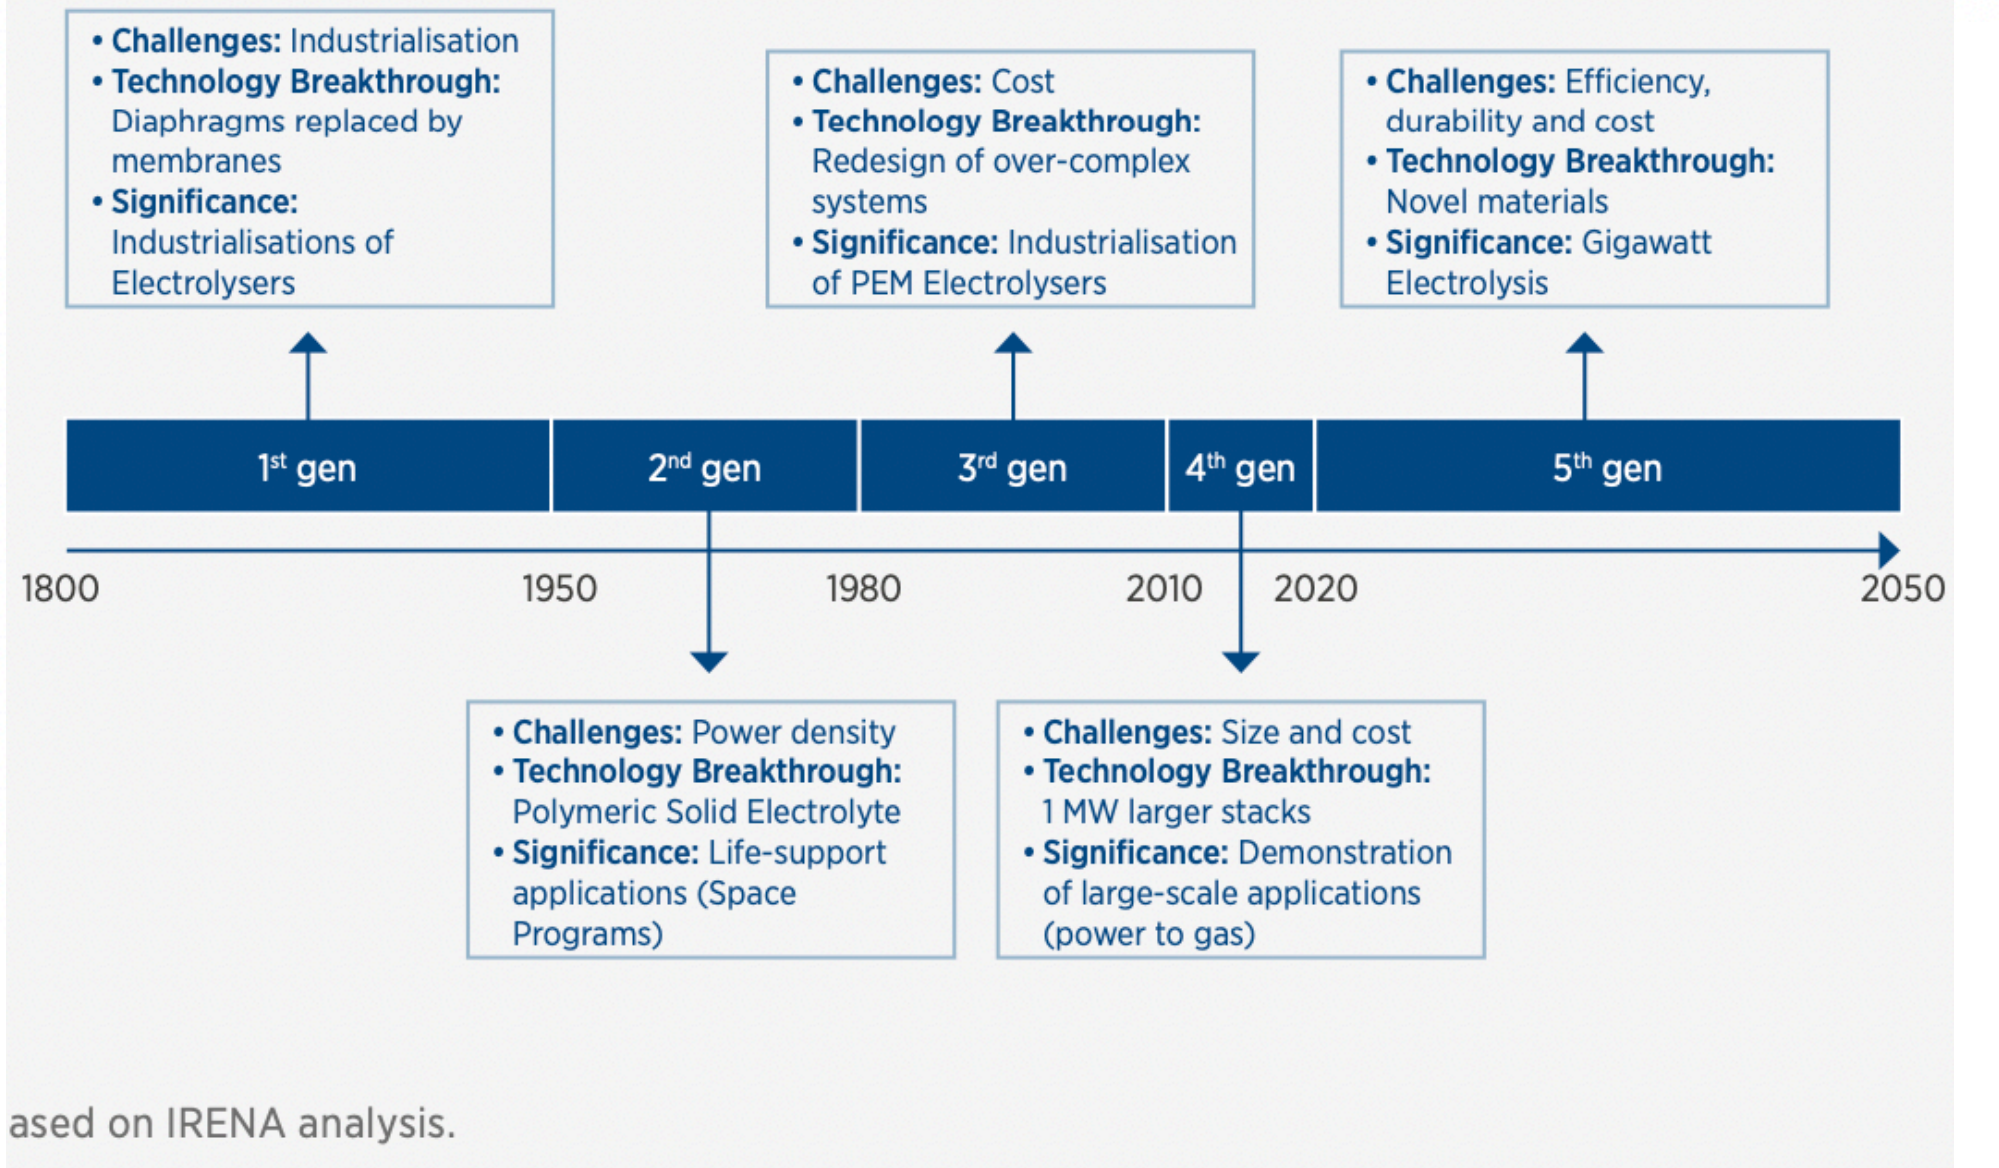 • Challenges: Industrialisation
• Technology Breakthrough:
Diaphragms replaced by
membranes
• Significance:
Industrialisations of
Electrolysers
• Challenges: Cost
• Technology Breakthrough:
Redesign of over-complex
systems
• Significance: Industrialisation
of PEM Electrolysers
• Challenges: Efficiency,
durability and cost
• Technology Breakthrough:
Novel materials
• Significance: Gigawatt
Electrolysis
1st gen
2nd gen
3rd gen
4th gen
5th gen
1800
1950
1980
2010
2020
2050
• Challenges: Power density
• Technology Breakthrough:
Polymeric Solid Electrolyte
• Significance: Life-support
applications (Space
Programs)
• Challenges: Size and cost
• Technology Breakthrough:
1 MW larger stacks
• Significance: Demonstration
of large-scale applications
(power to gas)
ased on IRENA analysis.